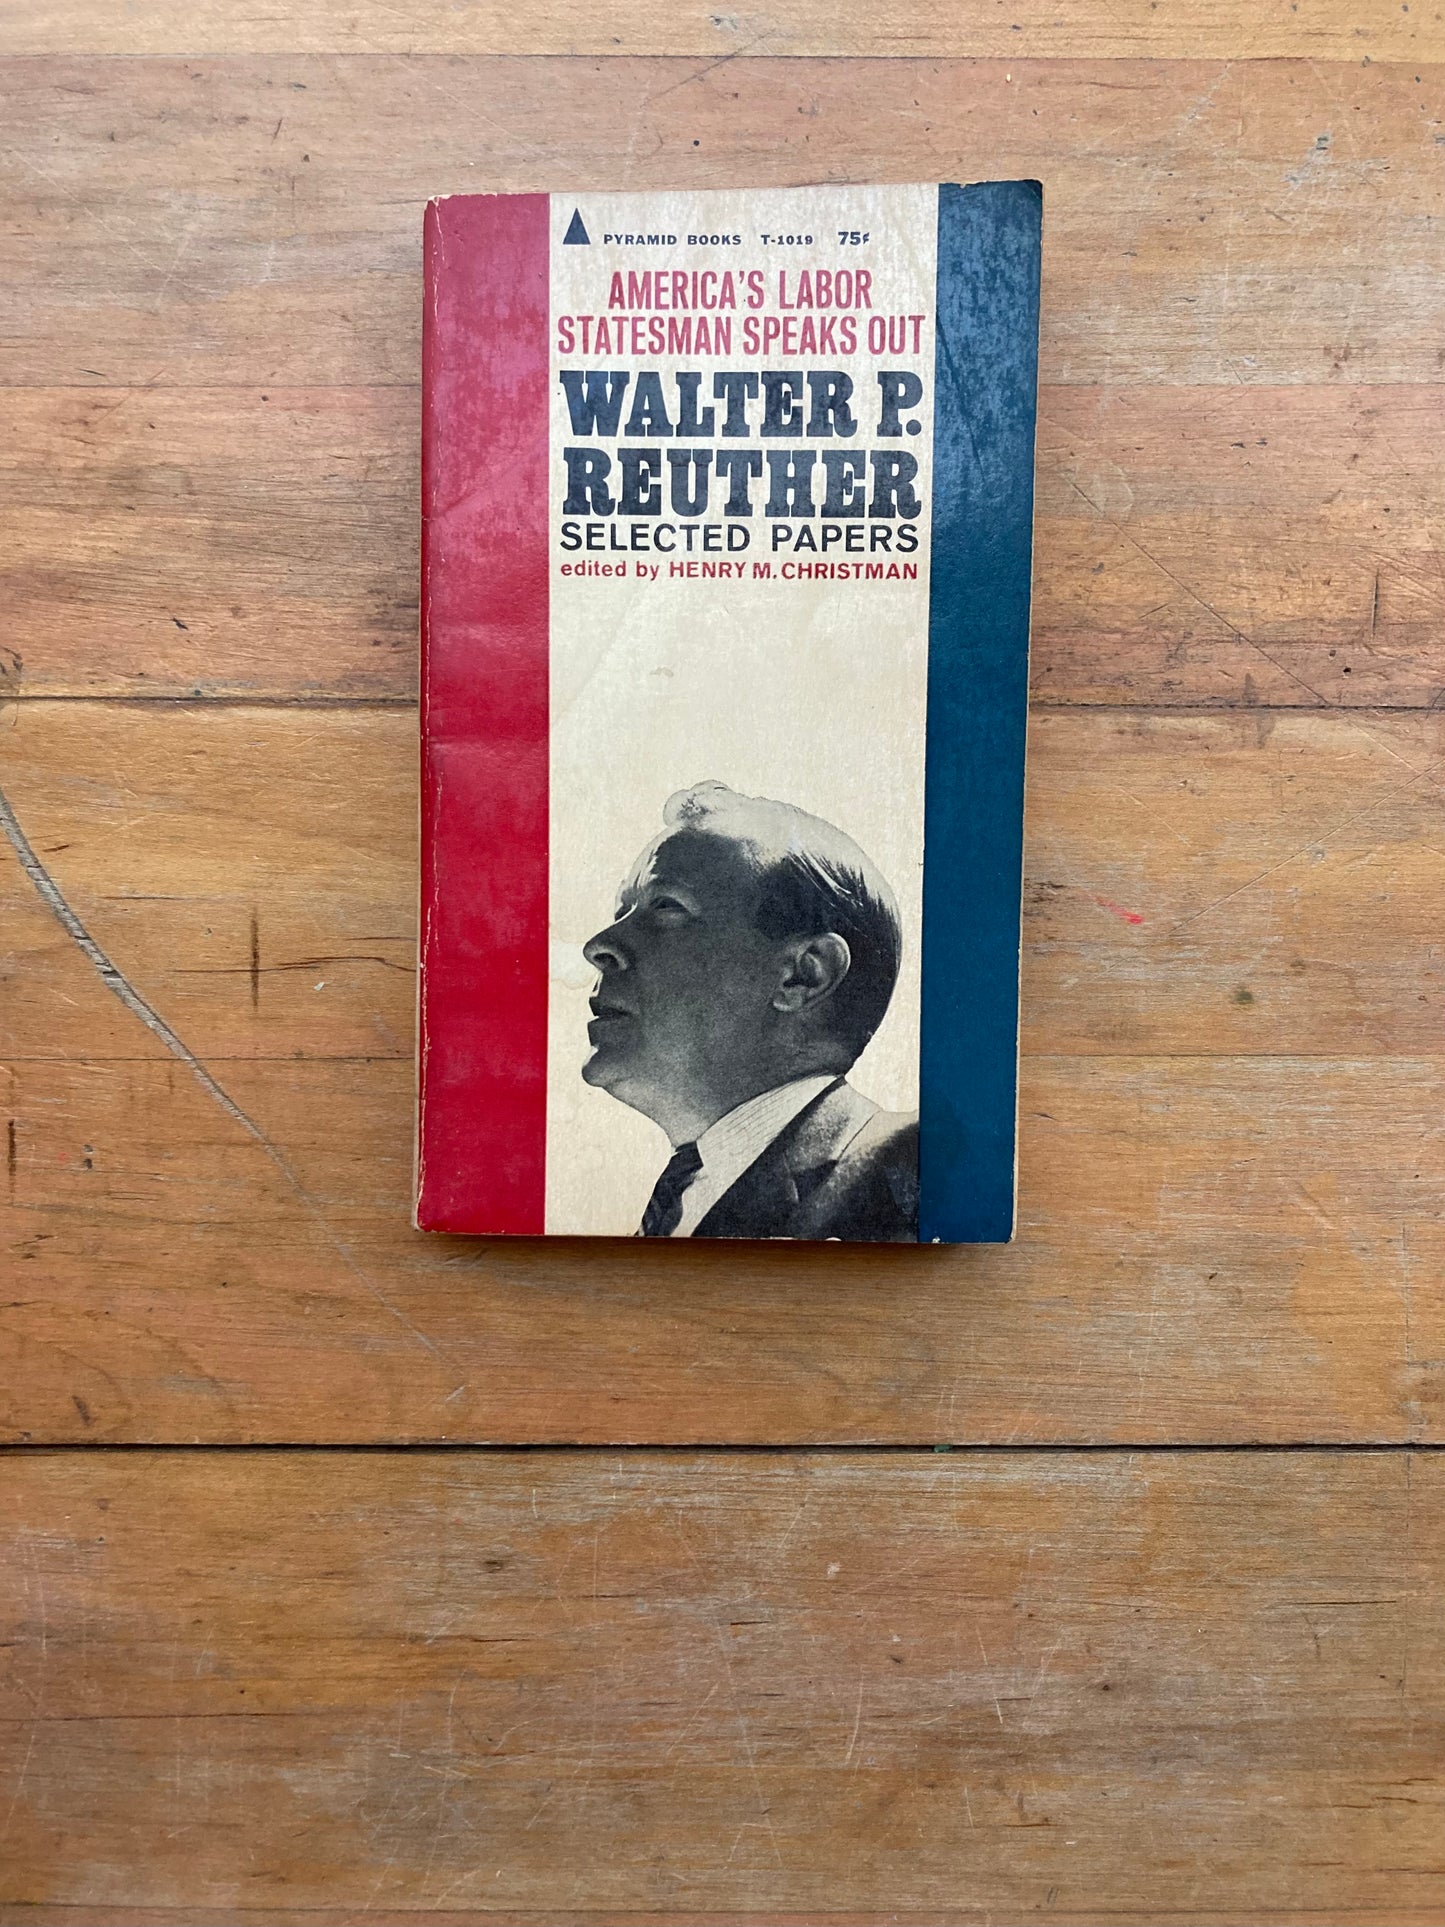 PYRAMID BOOKS T-1019 75¢
AMERICA'S LABOR
STATESMAN SPEAKS OUT
WALTER P.
REUTHER
SELECTED PAPERS
edited by HENRY M. CHRISTMAN